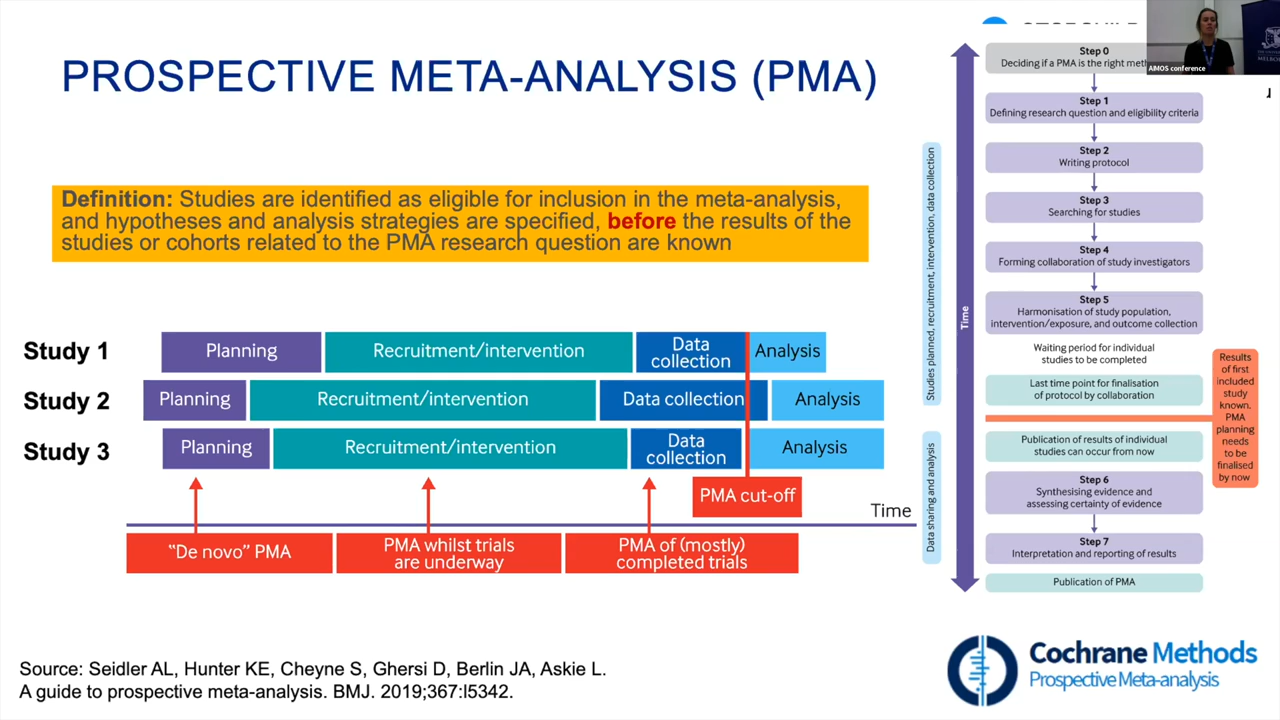 PROSPECTIVE META-ANALYSIS (PMA)
Definition: Studies are identified as eligible for inclusion in the meta-analysis,
and hypotheses and analysis strategies are specified, before the results of the
studies or cohorts related to the PMA research question are known
Study 1
Planning
Recruitment/intervention
Data
collection
Analysis
Study 2
Planning
Recruitment/intervention
Data collection
Analysis
Study 3
Planning
Recruitment/intervention
Data
collection
Analysis
PMA cut-off
Time
"De novo" PMA
PMA whilst trials
are underway
PMA of (mostly)
completed trials
Source: Seidler AL, Hunter KE, Cheyne S, Ghersi D, Berlin JA, Askie L.
A guide to prospective meta-analysis. BMJ. 2019;367:l5342.
Studies planned, recruitment, intervention, data collection
Data sharing and analysis
Time
Step 0
Deciding if a PMA is the right
Step 1
Defining research question and eligibility criteria
Step 2
Writing protocol
Step 3
Searching for studies
Step 4
Forming collaboration of study investigators
Step 5
Harmonisation of study population,
intervention/exposure, and outcome collection
Waiting period for individual
studies to be completed
Last time point for finalisation
of protocol by collaboration
Publication of results of individual
studies can occur from now
Step 6
Synthesising evidence and
assessing certainty of evidence
Step 7
Interpretation and reporting of results
Publication of PMA
Results
of first
included
study
known.
PMA
planning
needs
to be
finalised
by now
AIMOS conference
Cochrane Methods
Prospective Meta-analysis